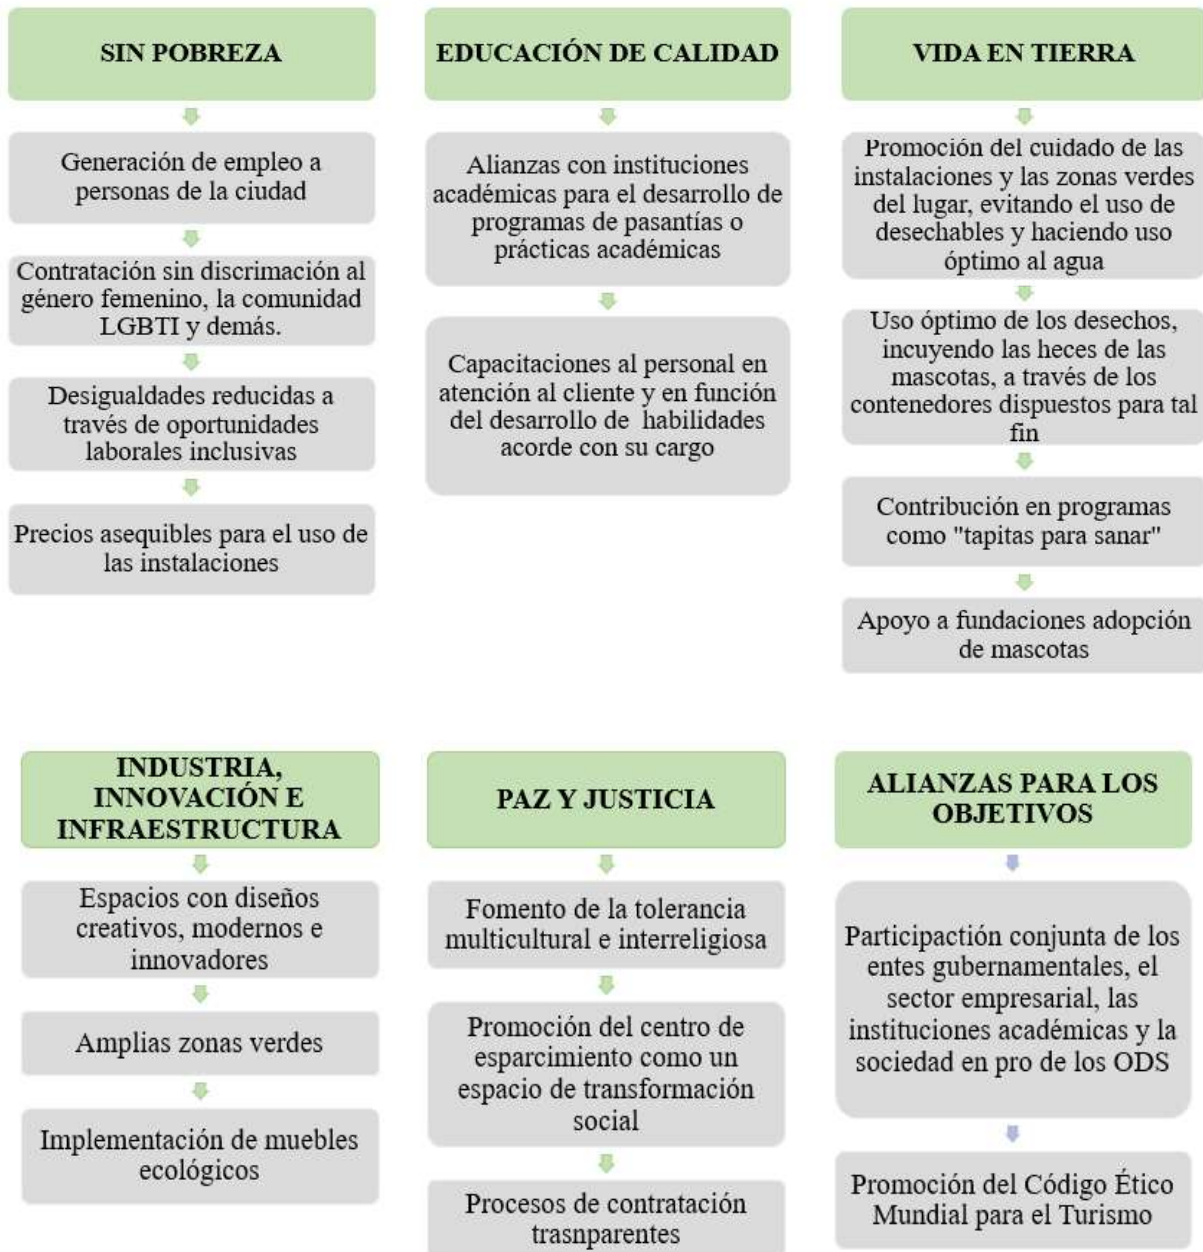 SIN POBREZA
Generación de empleo a
personas de la ciudad
Contratación sin discrimación al
género femenino, la comunidad
LGBTI y demás.
Desigualdades reducidas a
través de oportunidades
laborales inclusivas
Precios asequibles para el uso de
las instalaciones
EDUCACIÓN DE CALIDAD
Alianzas con instituciones
académicas para el desarrollo de
programas de pasantías o
prácticas académicas
Capacitaciones al personal en
atención al cliente y en función
del desarrollo de habilidades
acorde con su cargo
VIDA EN TIERRA
Promoción del cuidado de las
instalaciones y las zonas verdes
del lugar, evitando el uso de
desechables y haciendo uso
óptimo al agua
Uso óptimo de los desechos,
incuyendo las heces de las
mascotas, a través de los
contenedores dispuestos para tal
fin
Contribución en programas
como "tapitas para sanar"
Apoyo a fundaciones adopción
de mascotas
INDUSTRIA,
INNOVACIÓN E
INFRAESTRUCTURA
Espacios con diseños
creativos, modernos e
innovadores
Amplias zonas verdes
Implementación de muebles
ecológicos
PAZ Y JUSTICIA
Fomento de la tolerancia
multicultural e interreligiosa
Promoción del centro de
esparcimiento como un
espacio de transformación
social
Procesos de contratación
trasnparentes
ALIANZAS PARA LOS
OBJETIVOS
Participactión conjunta de los
entes gubernamentales, el
sector empresarial, las
instituciones académicas y la
sociedad en pro de los ODS
Promoción del Código Ético
Mundial para el Turismo